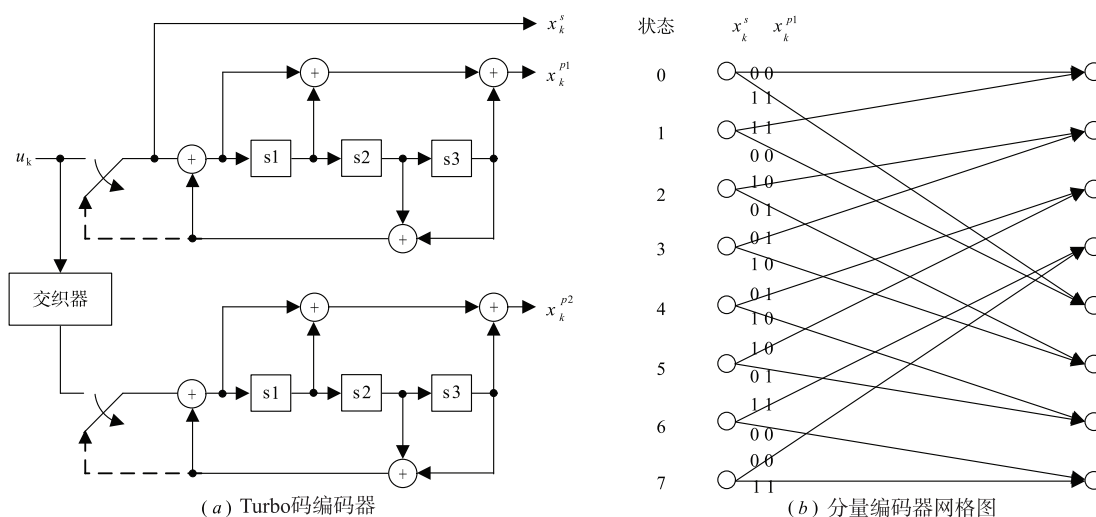 x_k^s
x_k^{p1}
+ +
u_k
+ s1 s2 s3
+
交织器
x_k^{p2}
+ +
+ s1 s2 s3
+
(a) Turbo码编码器
状态 x_k^s x_k^{p1}
0 0 0
1 1
1 1 1
0 0
2 1 0
0 1
3 0 1
1 0
4 0 1
1 0
5 1 0
0 1
6 1 1
0 0
7 0 0
1 1
(b) 分量编码器网格图